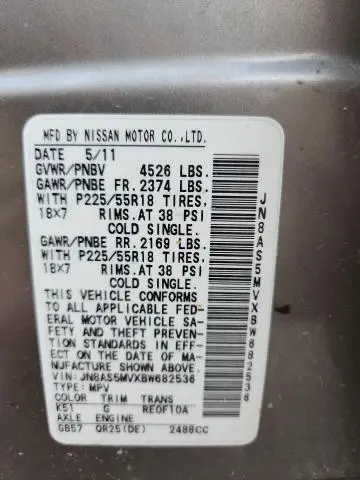 MFD BY NISSAN MOTOR CO.,LTD.
DATE 5/11
GVWR/PNBV 4526 LBS.
GAWR/PNBE FR. 2374 LBS.
WITH P225/55R18 TIRES,
18x7 RIMS.AT 38 PSI
COLD SINGLE.
GAWR/PNBE RR. 2169 LBS.
WITH P225/55R18 TIRES,
18x7 RIMS.AT 38 PSI
COLD SINGLE.
THIS VEHICLE CONFORMS
TO ALL APPLICABLE FED-
ERAL MOTOR VEHICLE SA-
FETY AND THEFT PREVEN-
TION STANDARDS IN EFF-
ECT ON THE DATE OF MA-
NUFACTURE SHOWN ABOVE.
VIN:JN8AS5MVXBW682536
TYPE: MPV
COLOR TRIM TRANS
K51 G RE0F10A
AXLE ENGINE
GB57 QR25(DE) 2488CC
JN8AS5MVXBW682536